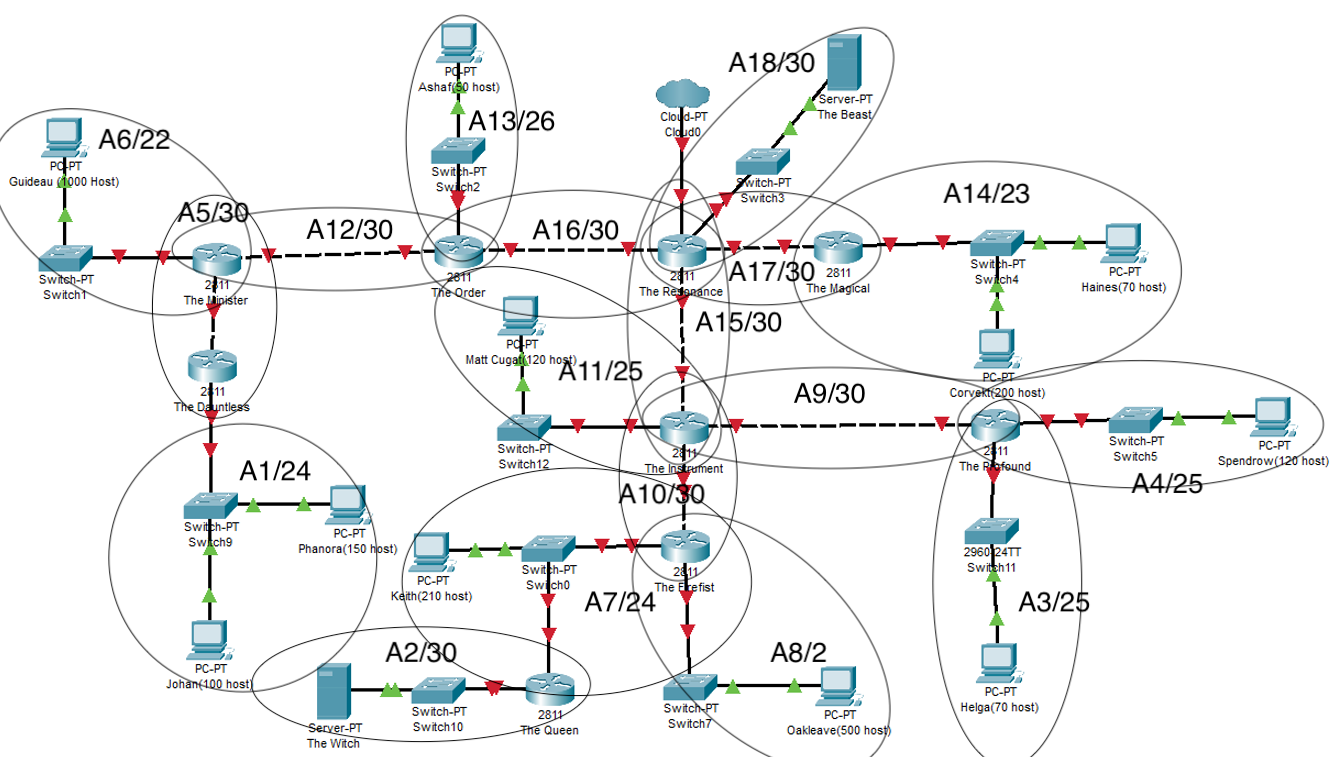 A18/30
PC-PT
Ashaf(50 host)
Server-PT
The Beast
Cloud-PT
Cloud0
A13/26
A6/22
PC-PT
Guideau (1000 Host)
Switch-PT
Switch2
Switch-PT
Switch3
A14/23
A5/30
A12/30
A16/30
Switch-PT
Switch1
2811
The Minister
2811
The Order
2811
The Resonance
A17/30
2811
The Magical
Switch-PT
Switch4
PC-PT
Haines(70 host)
A15/30
PC-PT
Matt Cugat(120 host)
A11/25
PC-PT
Corvekt(200 host)
2811
The Dauntless
A9/30
Switch-PT
Switch12
2811
The Instrument
2811
The Profound
Switch-PT
Switch5
PC-PT
Spendrow(120 host)
A4/25
A1/24
A10/30
Switch-PT
Switch9
PC-PT
Phanora(150 host)
PC-PT
Keith(210 host)
Switch-PT
Switch0
2811
The Firefist
2960-24TT
Switch11
A7/24
A3/25
A2/30
A8/2
PC-PT
Johan(100 host)
Server-PT
The Witch
Switch-PT
Switch10
2811
The Queen
Switch-PT
Switch7
PC-PT
Oakleave(500 host)
PC-PT
Helga(70 host)